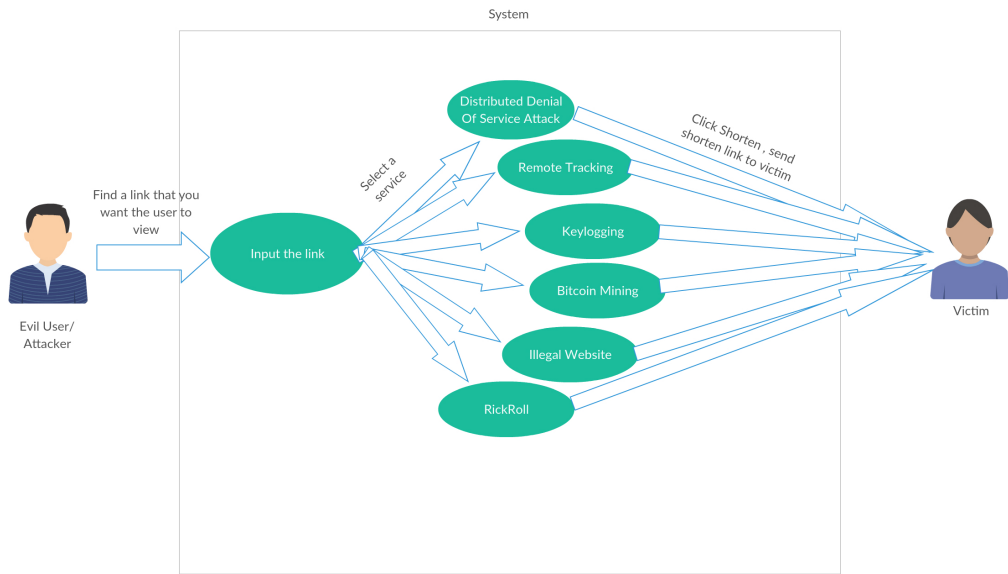 System
Distributed Denial
Of Service Attack
Click Shorten , send
shorten link to victim
Select a
service
Remote Tracking
Find a link that you
want the user to
view
Keylogging
Input the link
Bitcoin Mining
Evil User/
Attacker
Victim
Illegal Website
RickRoll